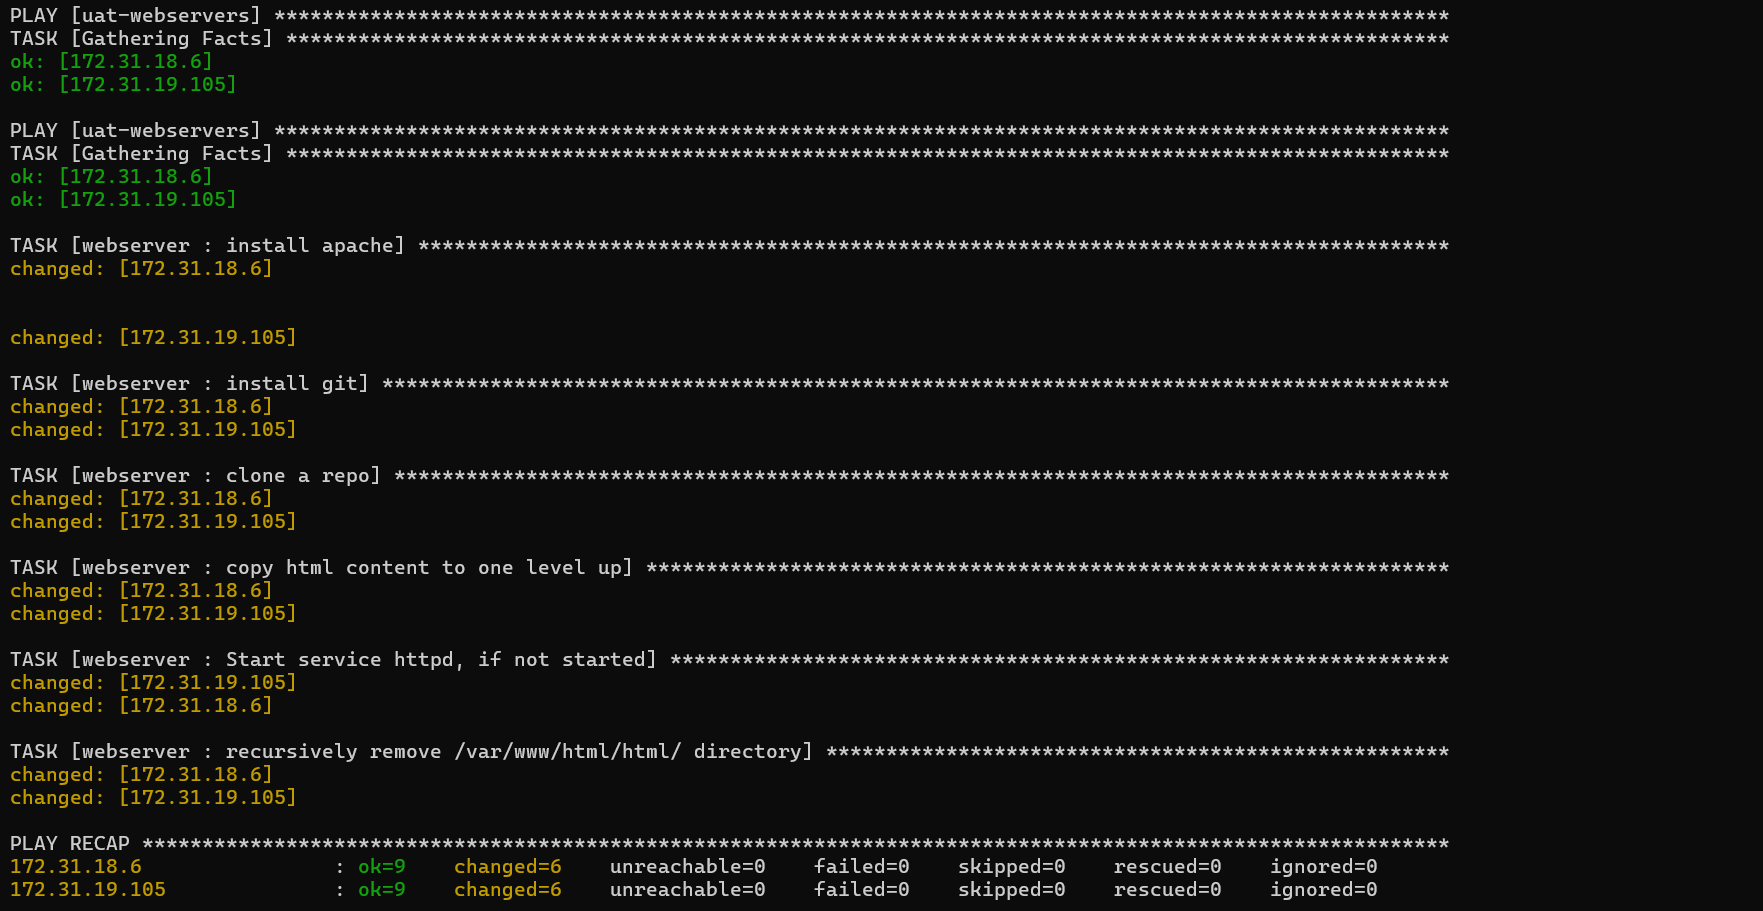 PLAY [uat-webservers] **************************************************************************************************
TASK [Gathering Facts] *************************************************************************************************
ok: [172.31.18.6]
ok: [172.31.19.105]
PLAY [uat-webservers] **************************************************************************************************
TASK [Gathering Facts] *************************************************************************************************
ok: [172.31.18.6]
ok: [172.31.19.105]
TASK [webserver : install apache] **************************************************************************************
changed: [172.31.18.6]
changed: [172.31.19.105]
TASK [webserver : install git] *****************************************************************************************
changed: [172.31.18.6]
changed: [172.31.19.105]
TASK [webserver : clone a repo] ****************************************************************************************
changed: [172.31.18.6]
changed: [172.31.19.105]
TASK [webserver : copy html content to one level up] *******************************************************************
changed: [172.31.18.6]
changed: [172.31.19.105]
TASK [webserver : Start service httpd, if not started] *****************************************************************
changed: [172.31.19.105]
changed: [172.31.18.6]
TASK [webserver : recursively remove /var/www/html/html/ directory] ****************************************************
changed: [172.31.18.6]
changed: [172.31.19.105]
PLAY RECAP *************************************************************************************************************
172.31.18.6                : ok=9    changed=6    unreachable=0    failed=0    skipped=0    rescued=0    ignored=0
172.31.19.105              : ok=9    changed=6    unreachable=0    failed=0    skipped=0    rescued=0    ignored=0